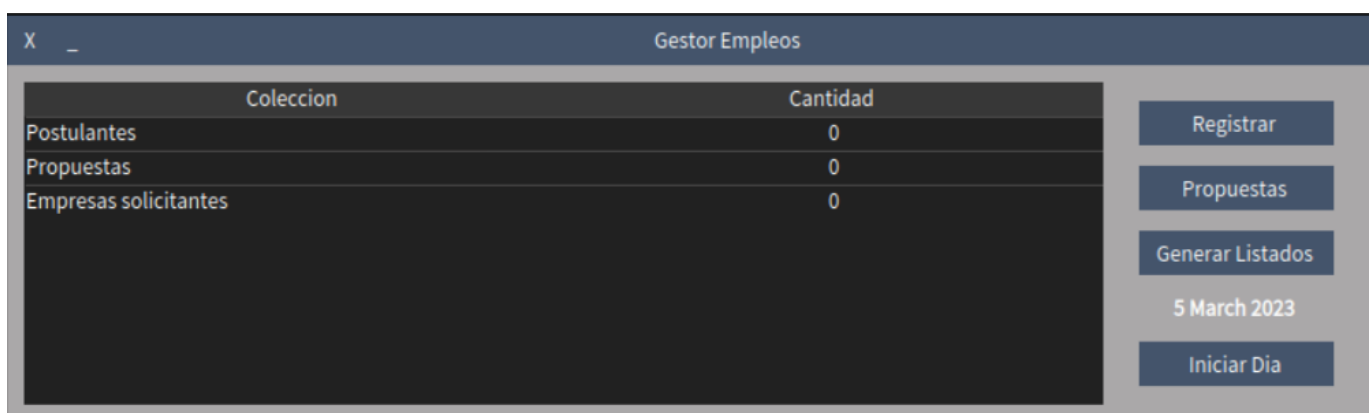 X _ Gestor Empleos
Coleccion Cantidad
Postulantes 0
Propuestas 0
Empresas solicitantes 0
Registrar
Propuestas
Generar Listados
5 March 2023
Iniciar Dia